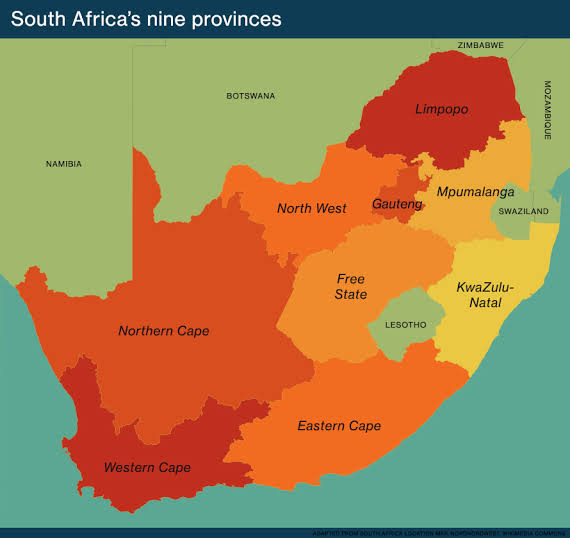 South Africa's nine provinces
ZIMBABWE
BOTSWANA
MOZAMBIQUE
Limpopo
NAMIBIA
Mpumalanga
Gauteng
North West
SWAZILAND
Free
State
KwaZulu-
Natal
LESOTHO
Northern Cape
Eastern Cape
Western Cape
ADAPTED FROM SOUTH AFRICA LOCATION MAP, NORDNORDWEST, WIKIMEDIA COMMONS